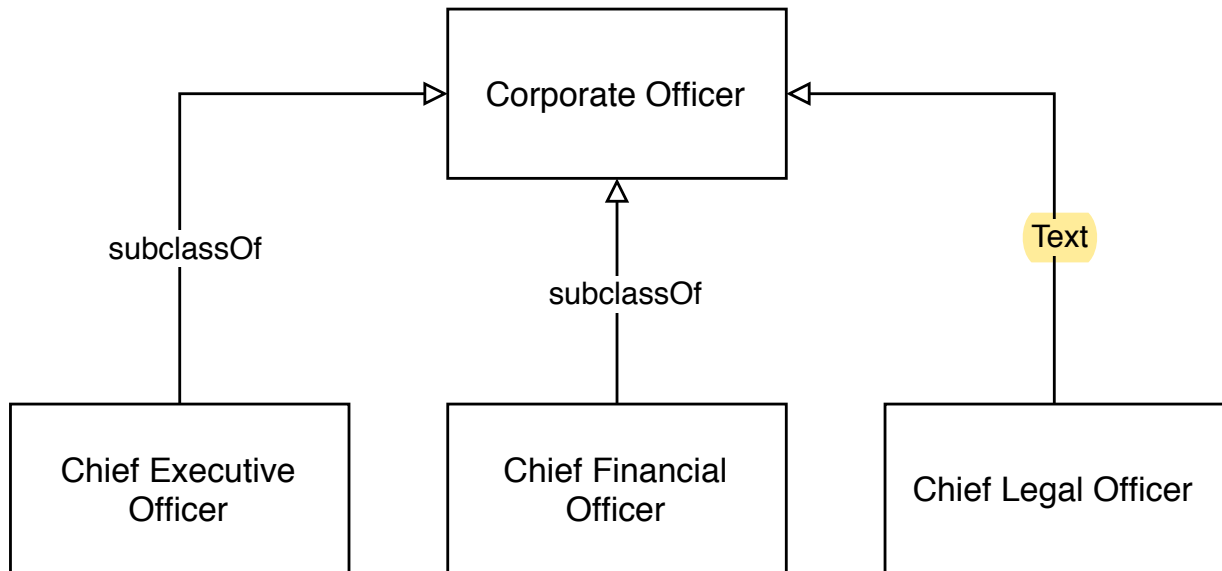 Corporate Officer
subclassOf
Text
subclassOf
Chief Executive
Officer
Chief Financial
Officer
Chief Legal Officer